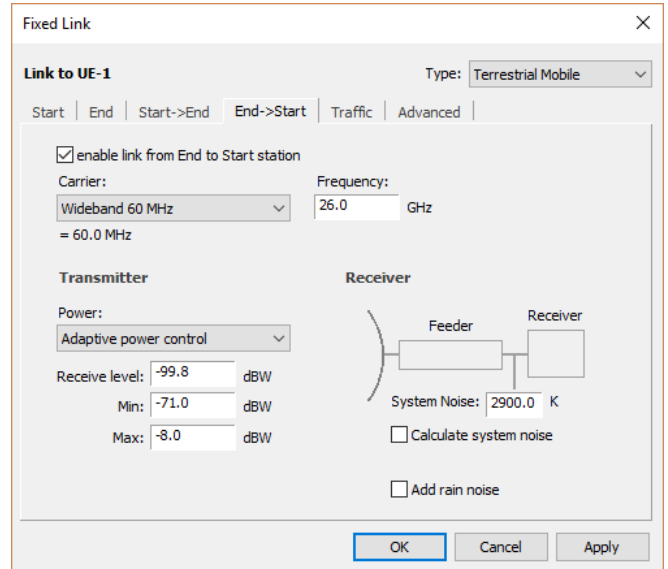 Fixed Link
Link to UE-1
Type: Terrestrial Mobile
Start End Start->End End->Start Traffic Advanced
enable link from End to Start station
Carrier: Frequency:
Wideband 60 MHz 26.0 GHz
= 60.0 MHz
Transmitter Receiver
Power:
Adaptive power control
Feeder Receiver
Receive level: -99.8 dBW
Min: -71.0 dBW
System Noise: 2900.0 K
Max: -8.0 dBW
Calculate system noise
Add rain noise
OK Cancel Apply